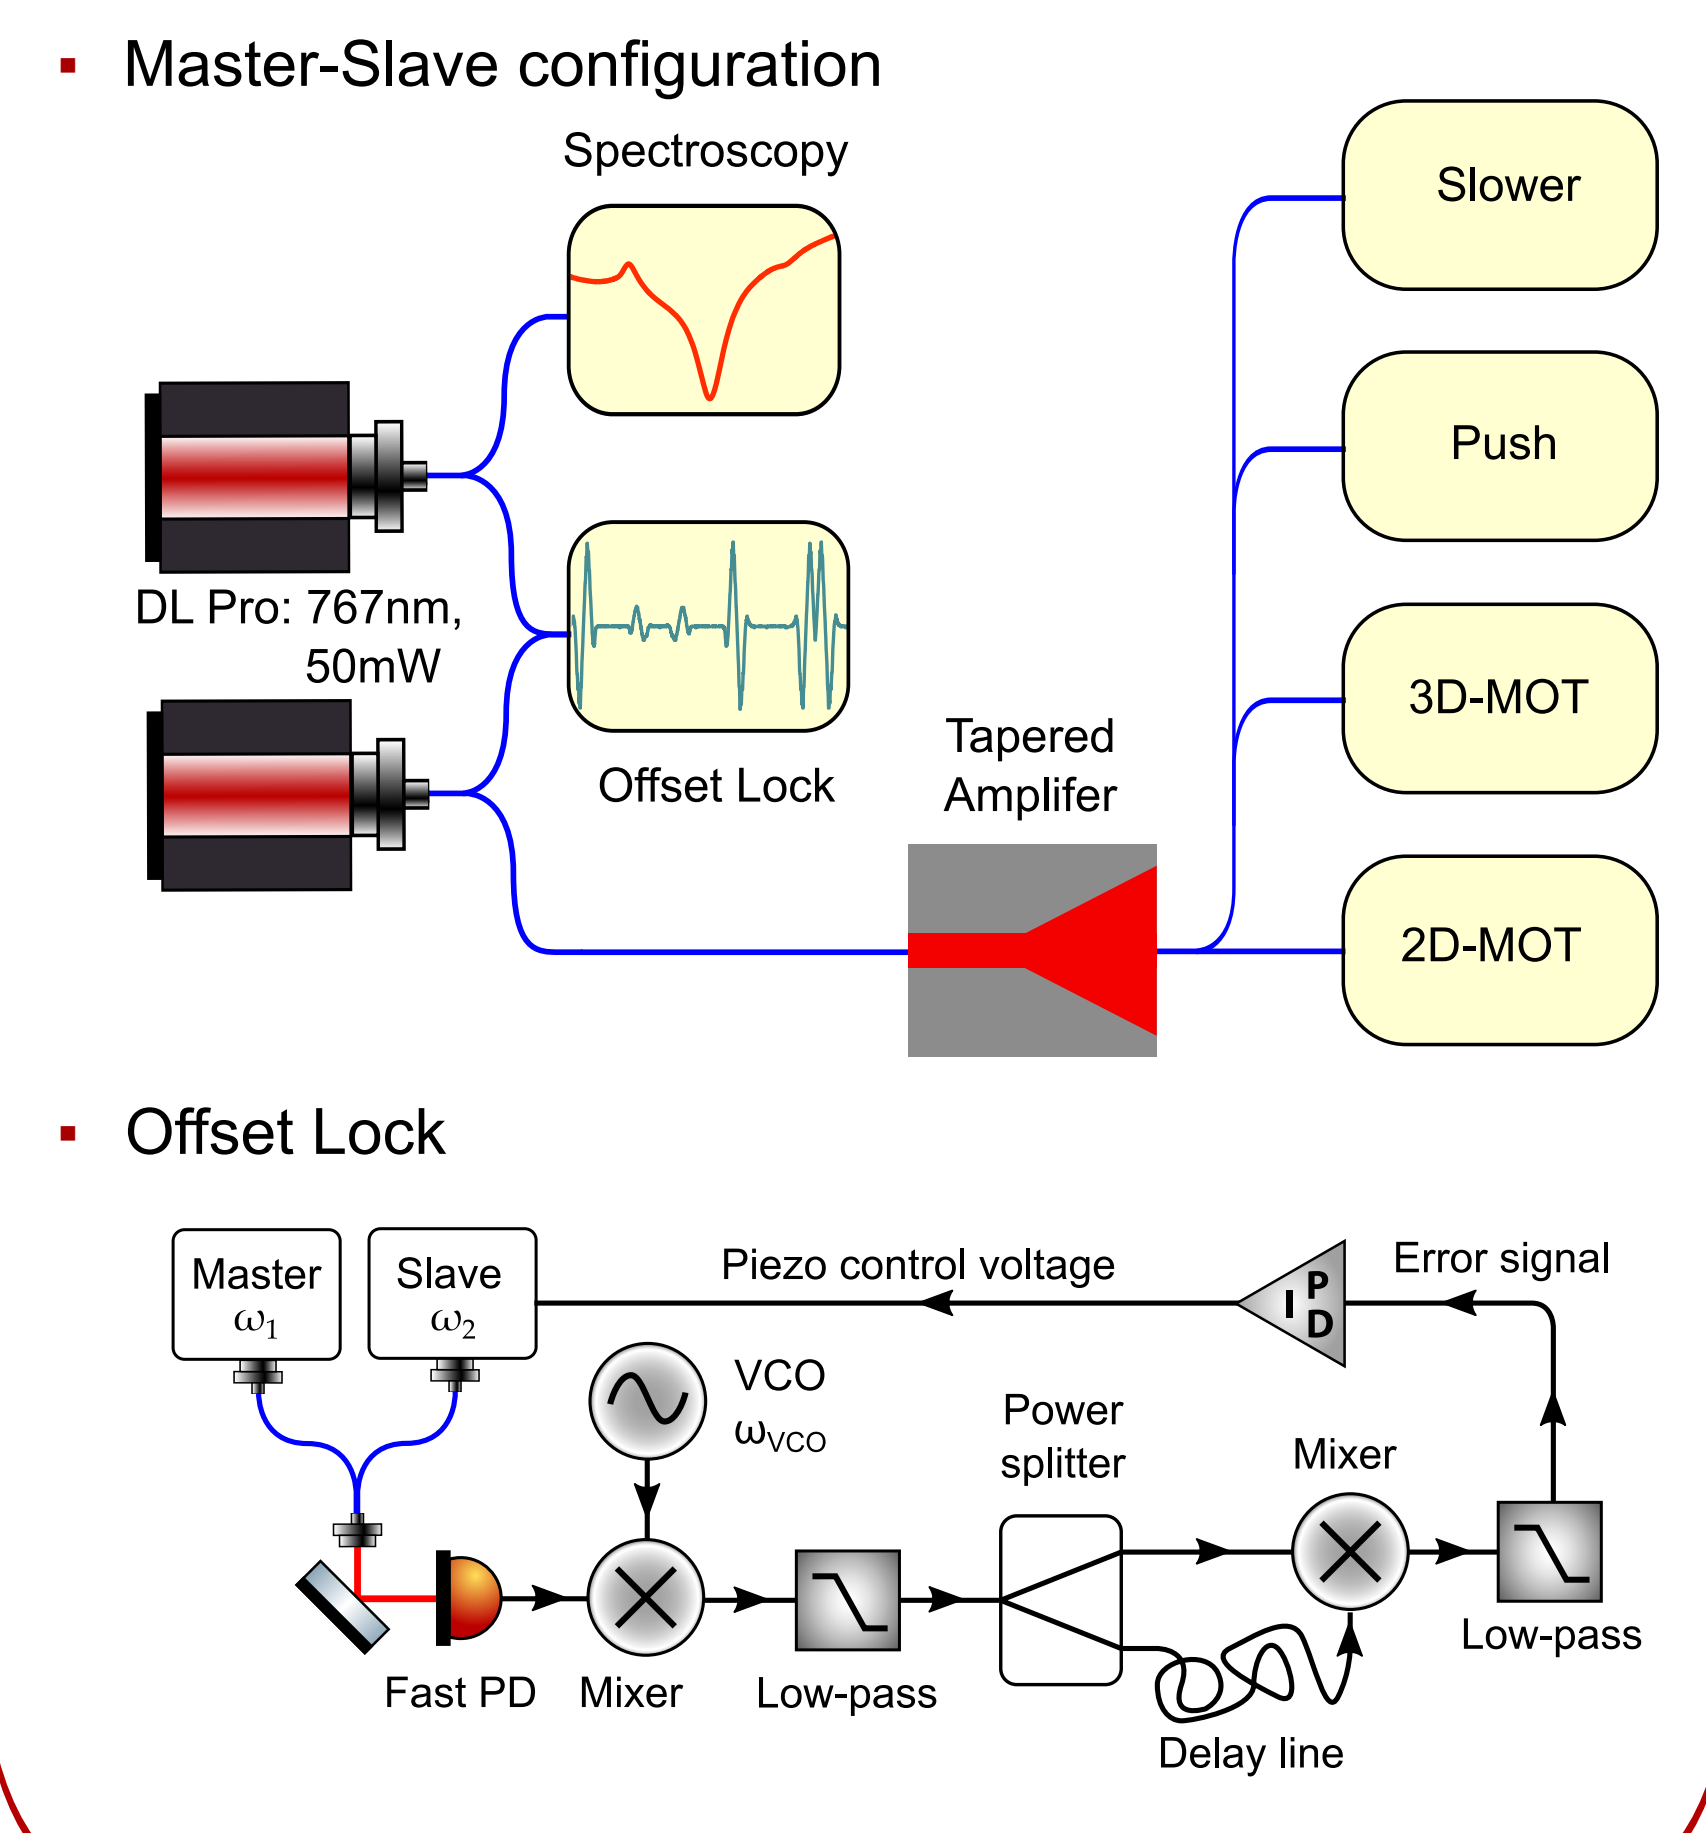 ▪ Master-Slave configuration
Spectroscopy
Slower
Push
DL Pro: 767nm,
50mW
3D-MOT
Offset Lock
Tapered
Amplifer
2D-MOT
▪ Offset Lock
Master
ω₁
Slave
ω₂
Piezo control voltage
P
I
D
Error signal
VCO
ωVCO
Power
splitter
Mixer
Low-pass
Fast PD
Mixer
Low-pass
Delay line